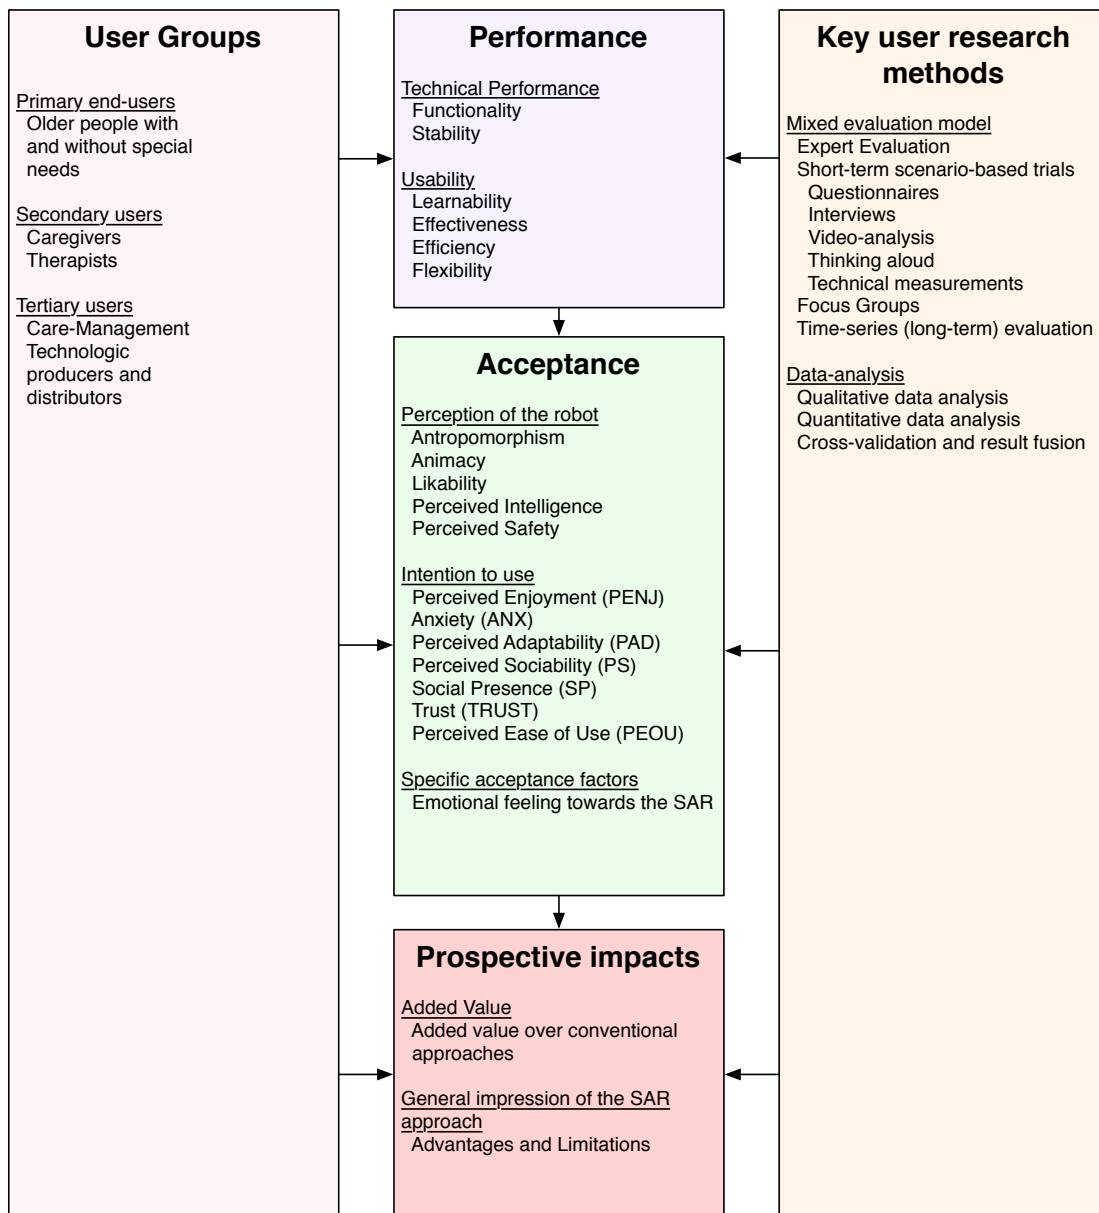 User Groups
Primary end-users
Older people with
and without special
needs
Secondary users
Caregivers
Therapists
Tertiary users
Care-Management
Technologic
producers and
distributors
Performance
Technical Performance
Functionality
Stability
Usability
Learnability
Effectiveness
Efficiency
Flexibility
Acceptance
Perception of the robot
Antropomorphism
Animacy
Likability
Perceived Intelligence
Perceived Safety
Intention to use
Perceived Enjoyment (PENJ)
Anxiety (ANX)
Perceived Adaptability (PAD)
Perceived Sociability (PS)
Social Presence (SP)
Trust (TRUST)
Perceived Ease of Use (PEOU)
Specific acceptance factors
Emotional feeling towards the SAR
Prospective impacts
Added Value
Added value over conventional
approaches
General impression of the SAR
approach
Advantages and Limitations
Key user research
methods
Mixed evaluation model
Expert Evaluation
Short-term scenario-based trials
Questionnaires
Interviews
Video-analysis
Thinking aloud
Technical measurements
Focus Groups
Time-series (long-term) evaluation
Data-analysis
Qualitative data analysis
Quantitative data analysis
Cross-validation and result fusion